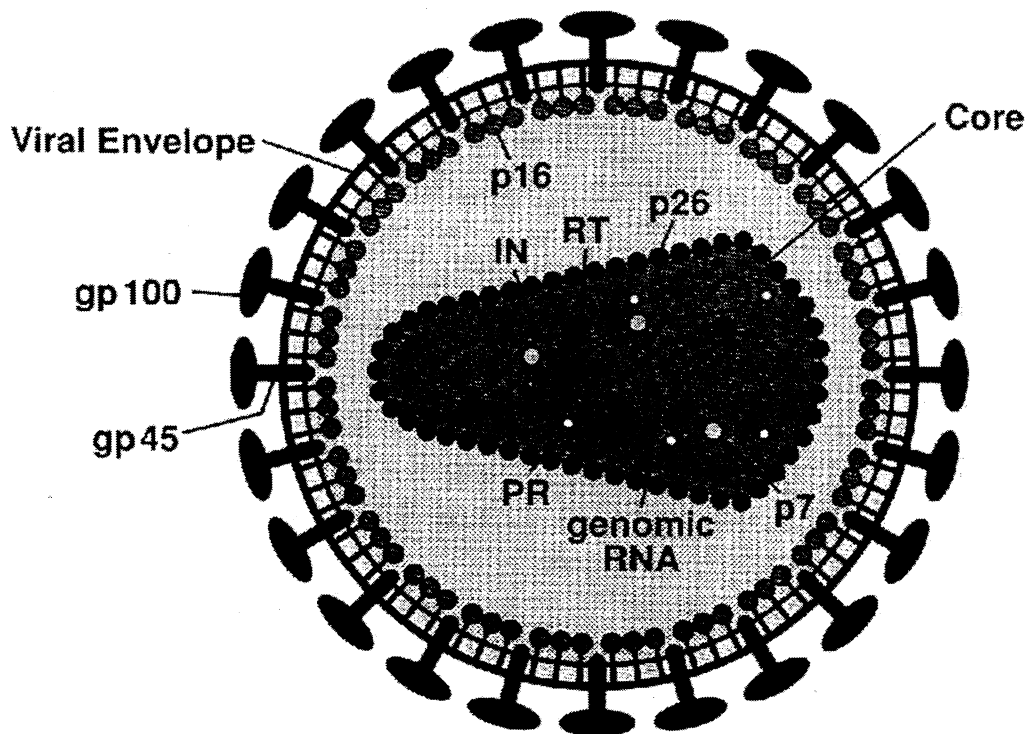 Core
Viral Envelope
p16
p26
RT
IN
gp100
gp45
PR
p7
genomic
RNA